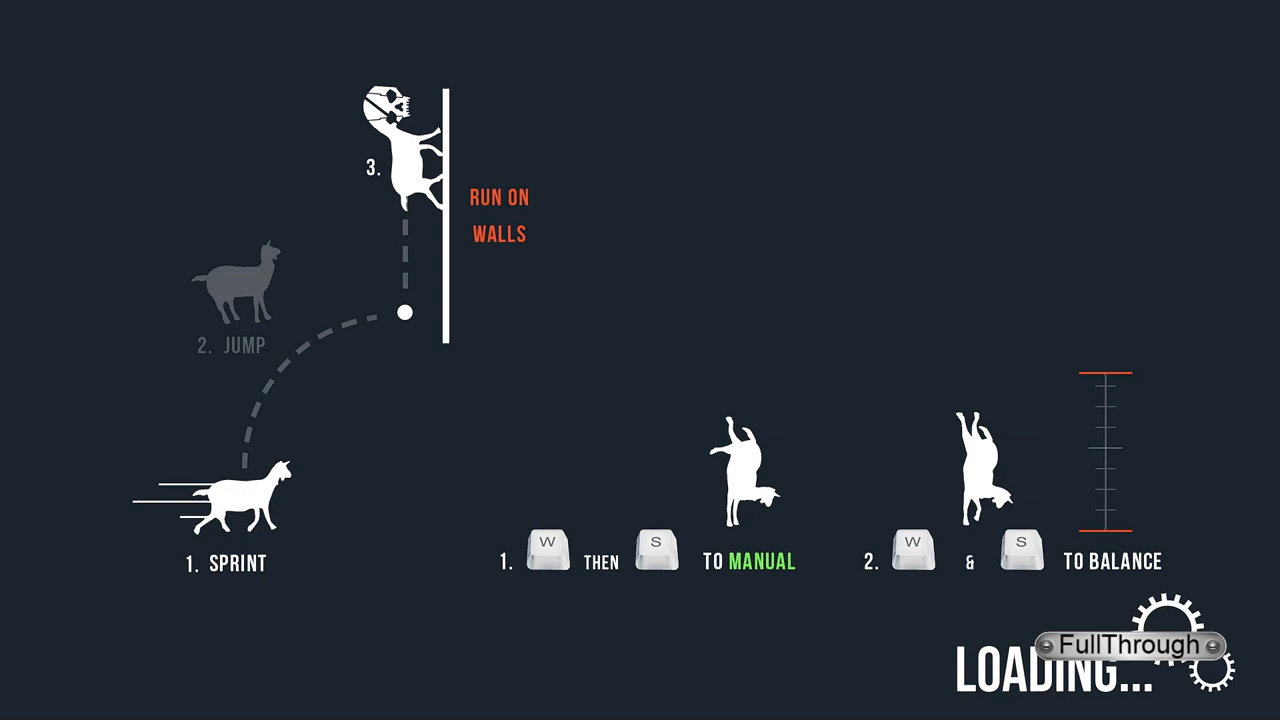 3.
RUN ON
WALLS
2. JUMP
1. SPRINT
1. W THEN S TO MANUAL
2. W & S TO BALANCE
LOADING...
FullThrough